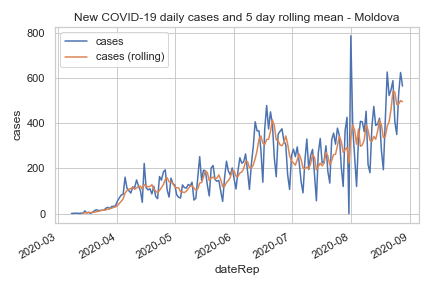 New COVID-19 daily cases and 5 day rolling mean - Moldova
cases
cases (rolling)
800
600
400
200
0
cases
2020-03
2020-04
2020-05
2020-06
2020-07
2020-08
2020-09
dateRep